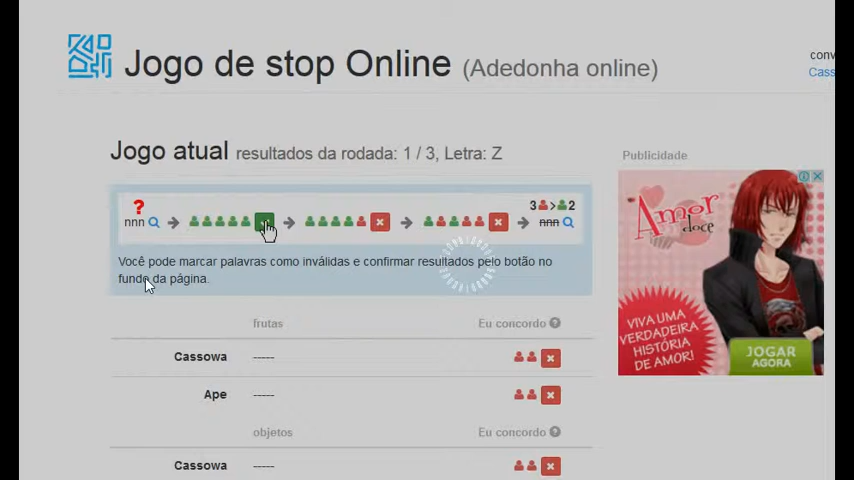 Jogo de stop Online (Adedonha online)
conv
Cass
Jogo atual resultados da rodada: 1 / 3, Letra: Z
Publicidade
?
3 > 2
nnn
nnn
Você pode marcar palavras como inválidas e confirmar resultados pelo botão no
fundo da página.
Amor
doce
VIVA UMA
VERDADEIRA
HISTÓRIA
DE AMOR!
JOGAR
AGORA
frutas Eu concordo ?
Cassowa -----
Ape -----
objetos Eu concordo ?
Cassowa -----